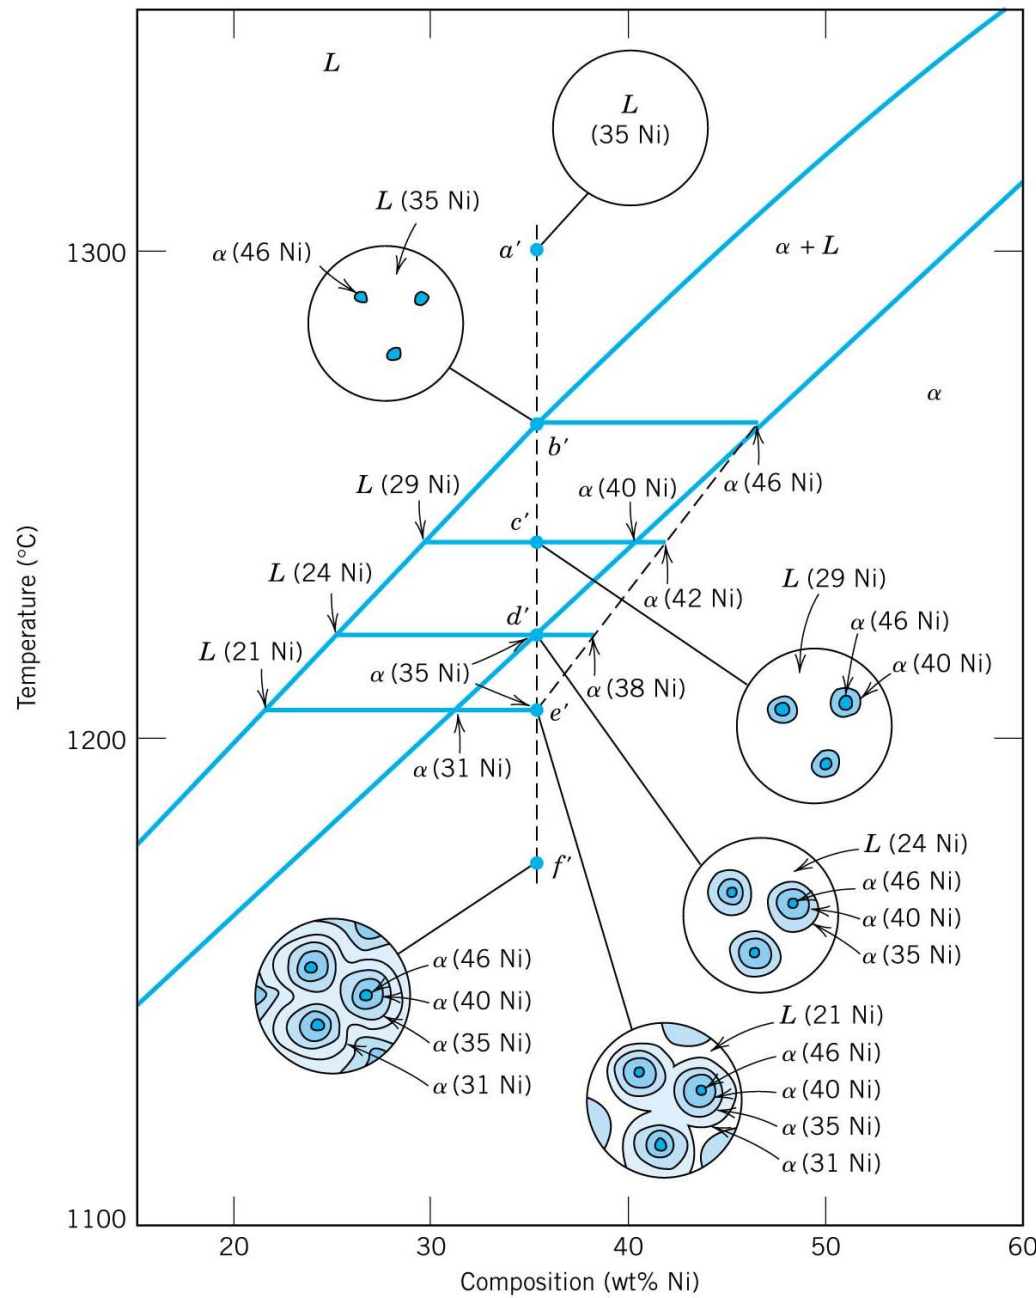 L
L
(35 Ni)
L (35 Ni)
α (46 Ni)
a′
α + L
1300
α
b′
L (29 Ni)
α (40 Ni)
α (46 Ni)
c′
L (24 Ni)
L (29 Ni)
α (42 Ni)
d′
α (46 Ni)
L (21 Ni)
α (40 Ni)
α (35 Ni)
α (38 Ni)
e′
Temperature (°C)
1200
α (31 Ni)
L (24 Ni)
f′
α (46 Ni)
α (40 Ni)
α (35 Ni)
α (46 Ni)
α (40 Ni)
α (35 Ni)
α (31 Ni)
L (21 Ni)
α (46 Ni)
α (40 Ni)
α (35 Ni)
α (31 Ni)
1100
20
30
40
50
60
Composition (wt% Ni)